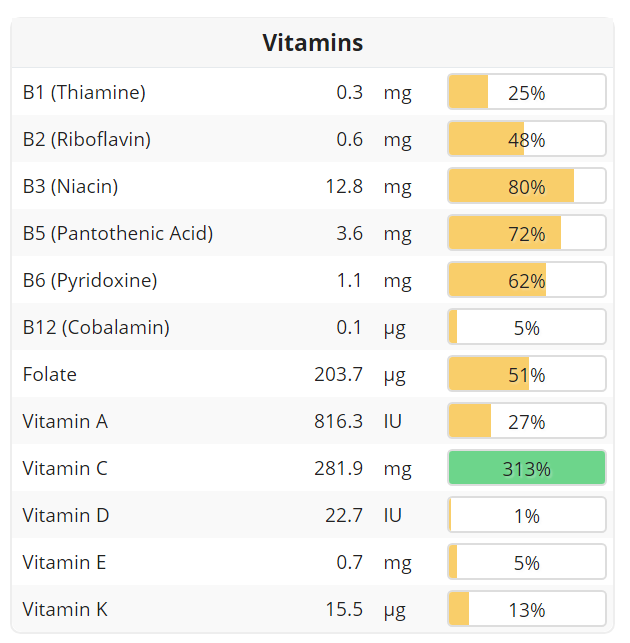 Vitamins
B1 (Thiamine) 0.3 mg 25%
B2 (Riboflavin) 0.6 mg 48%
B3 (Niacin) 12.8 mg 80%
B5 (Pantothenic Acid) 3.6 mg 72%
B6 (Pyridoxine) 1.1 mg 62%
B12 (Cobalamin) 0.1 µg 5%
Folate 203.7 µg 51%
Vitamin A 816.3 IU 27%
Vitamin C 281.9 mg 313%
Vitamin D 22.7 IU 1%
Vitamin E 0.7 mg 5%
Vitamin K 15.5 µg 13%